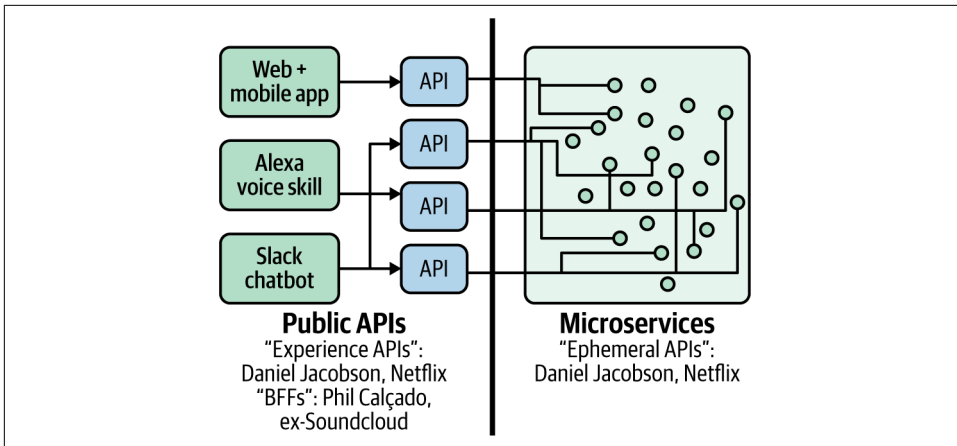 Web +
mobile app
API
API
Alexa
voice skill
API
Slack
chatbot
API
Public APIs
“Experience APIs”:
Daniel Jacobson, Netflix
“BFFs”: Phil Calçado,
ex-Soundcloud
Microservices
“Ephemeral APIs”:
Daniel Jacobson, Netflix